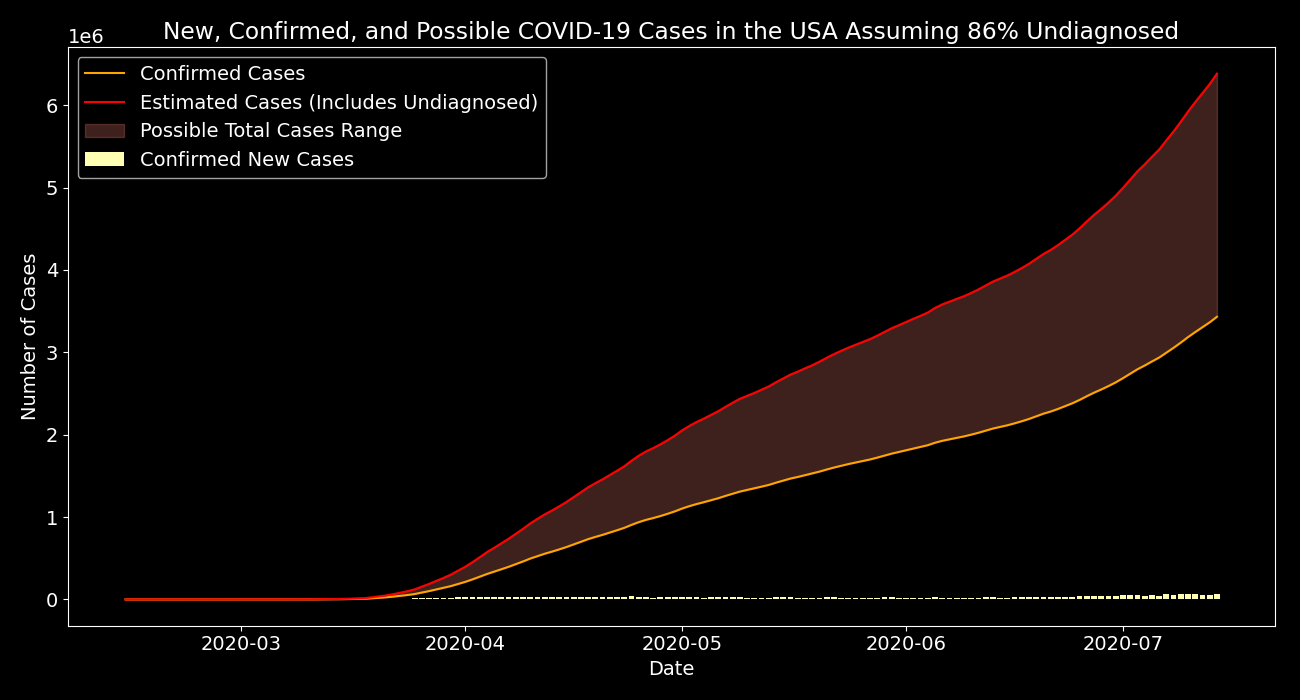 New, Confirmed, and Possible COVID-19 Cases in the USA Assuming 86% Undiagnosed
1e6
Confirmed Cases
Estimated Cases (Includes Undiagnosed)
Possible Total Cases Range
Confirmed New Cases
6
5
4
3
2
1
0
Number of Cases
2020-03 2020-04 2020-05 2020-06 2020-07
Date